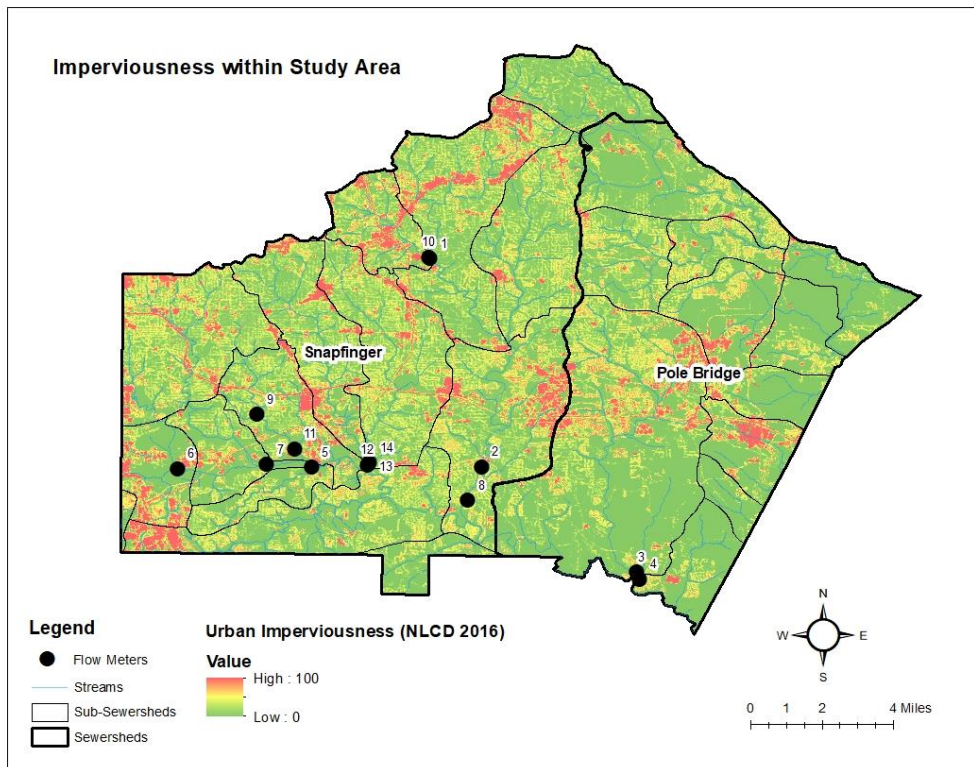 Imperviousness within Study Area
10 1
Snapfinger
Pole Bridge
9
11
12 14
6
7
5
13
2
8
3
4
Legend
Flow Meters
Streams
Sub-Sewersheds
Sewersheds
Urban Imperviousness (NLCD 2016)
Value
High : 100
Low : 0
N
W E
S
0 1 2 4 Miles